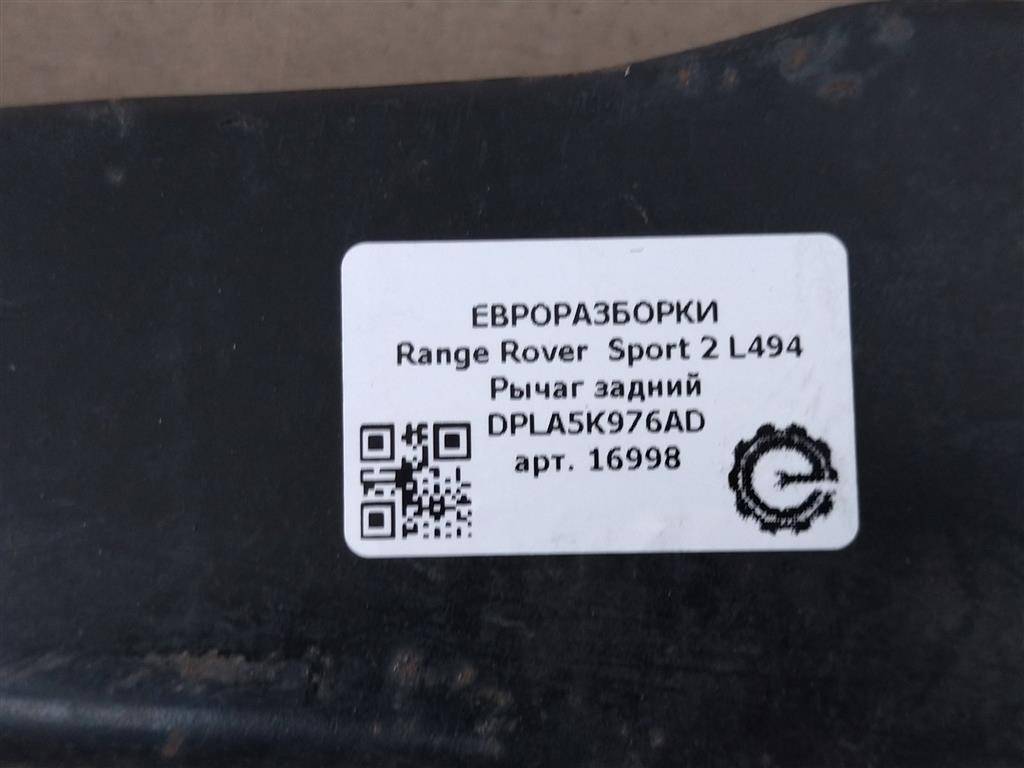 ЕВРОРАЗБОРКИ
Range Rover Sport 2 L494
Рычаг задний
DPLA5K976AD
арт. 16998